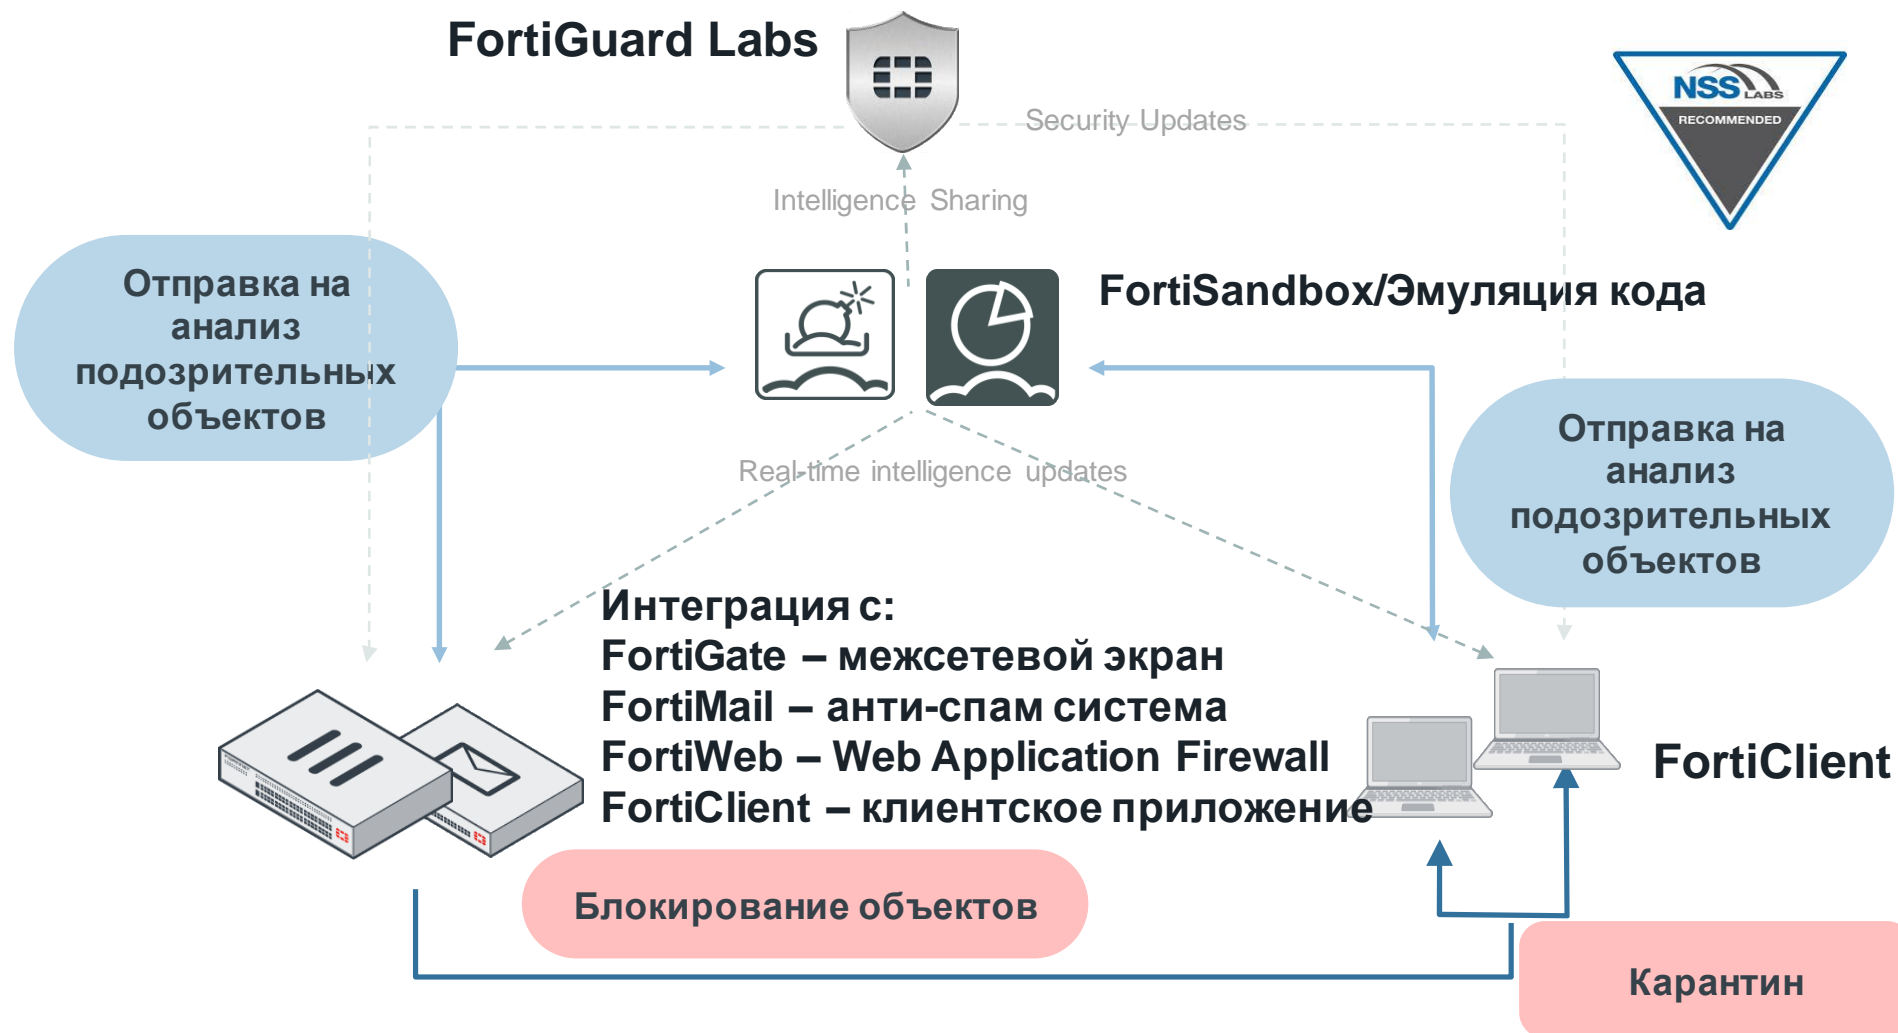 FortiGuard Labs
NSS
LABS
RECOMMENDED
Security Updates
Intelligence Sharing
Отправка на
анализ
подозрительных
объектов
FortiSandbox/Эмуляция кода
Отправка на
анализ
подозрительных
объектов
Real-time intelligence updates
Интеграция с:
FortiGate – межсетевой экран
FortiMail – анти-спам система
FortiWeb – Web Application Firewall
FortiClient – клиентское приложение
FortiClient
Блокирование объектов
Карантин